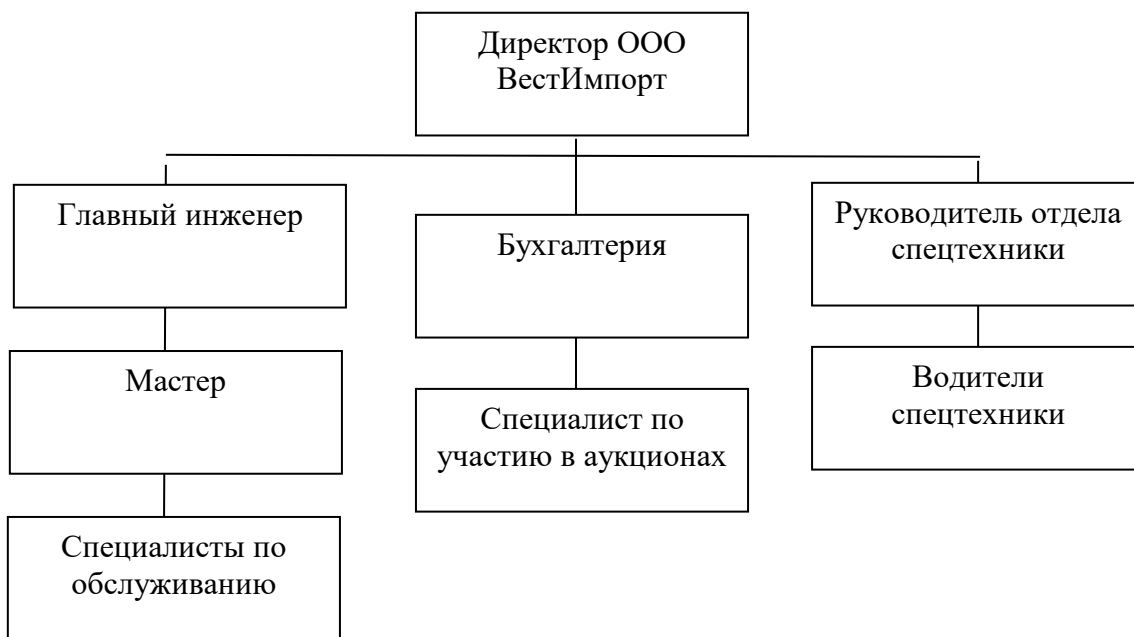 Директор ООО
ВестИмпорт
Главный инженер
Бухгалтерия
Руководитель отдела
спецтехники
Мастер
Специалист по
участию в аукционах
Водители
спецтехники
Специалисты по
обслуживанию